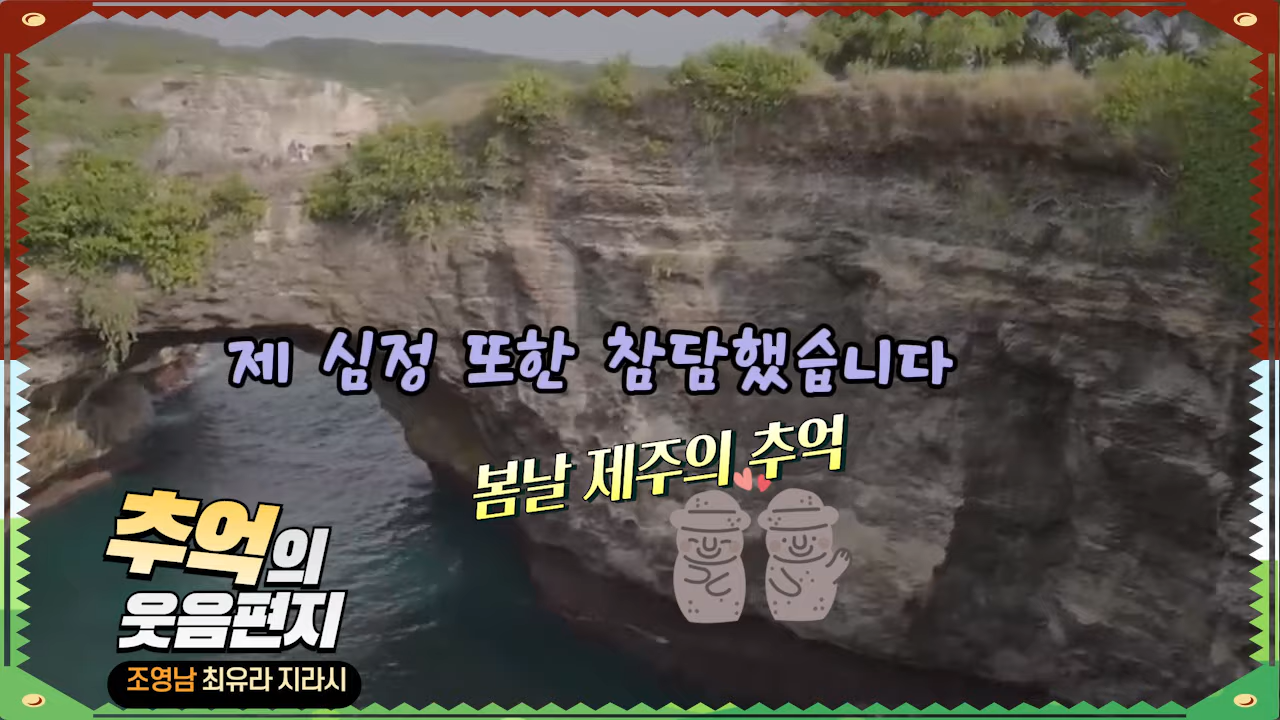 제 심정 또한 참담했습니다
봄날 제주의 추억
추억의
웃음편지
조영남 최유라 지라시